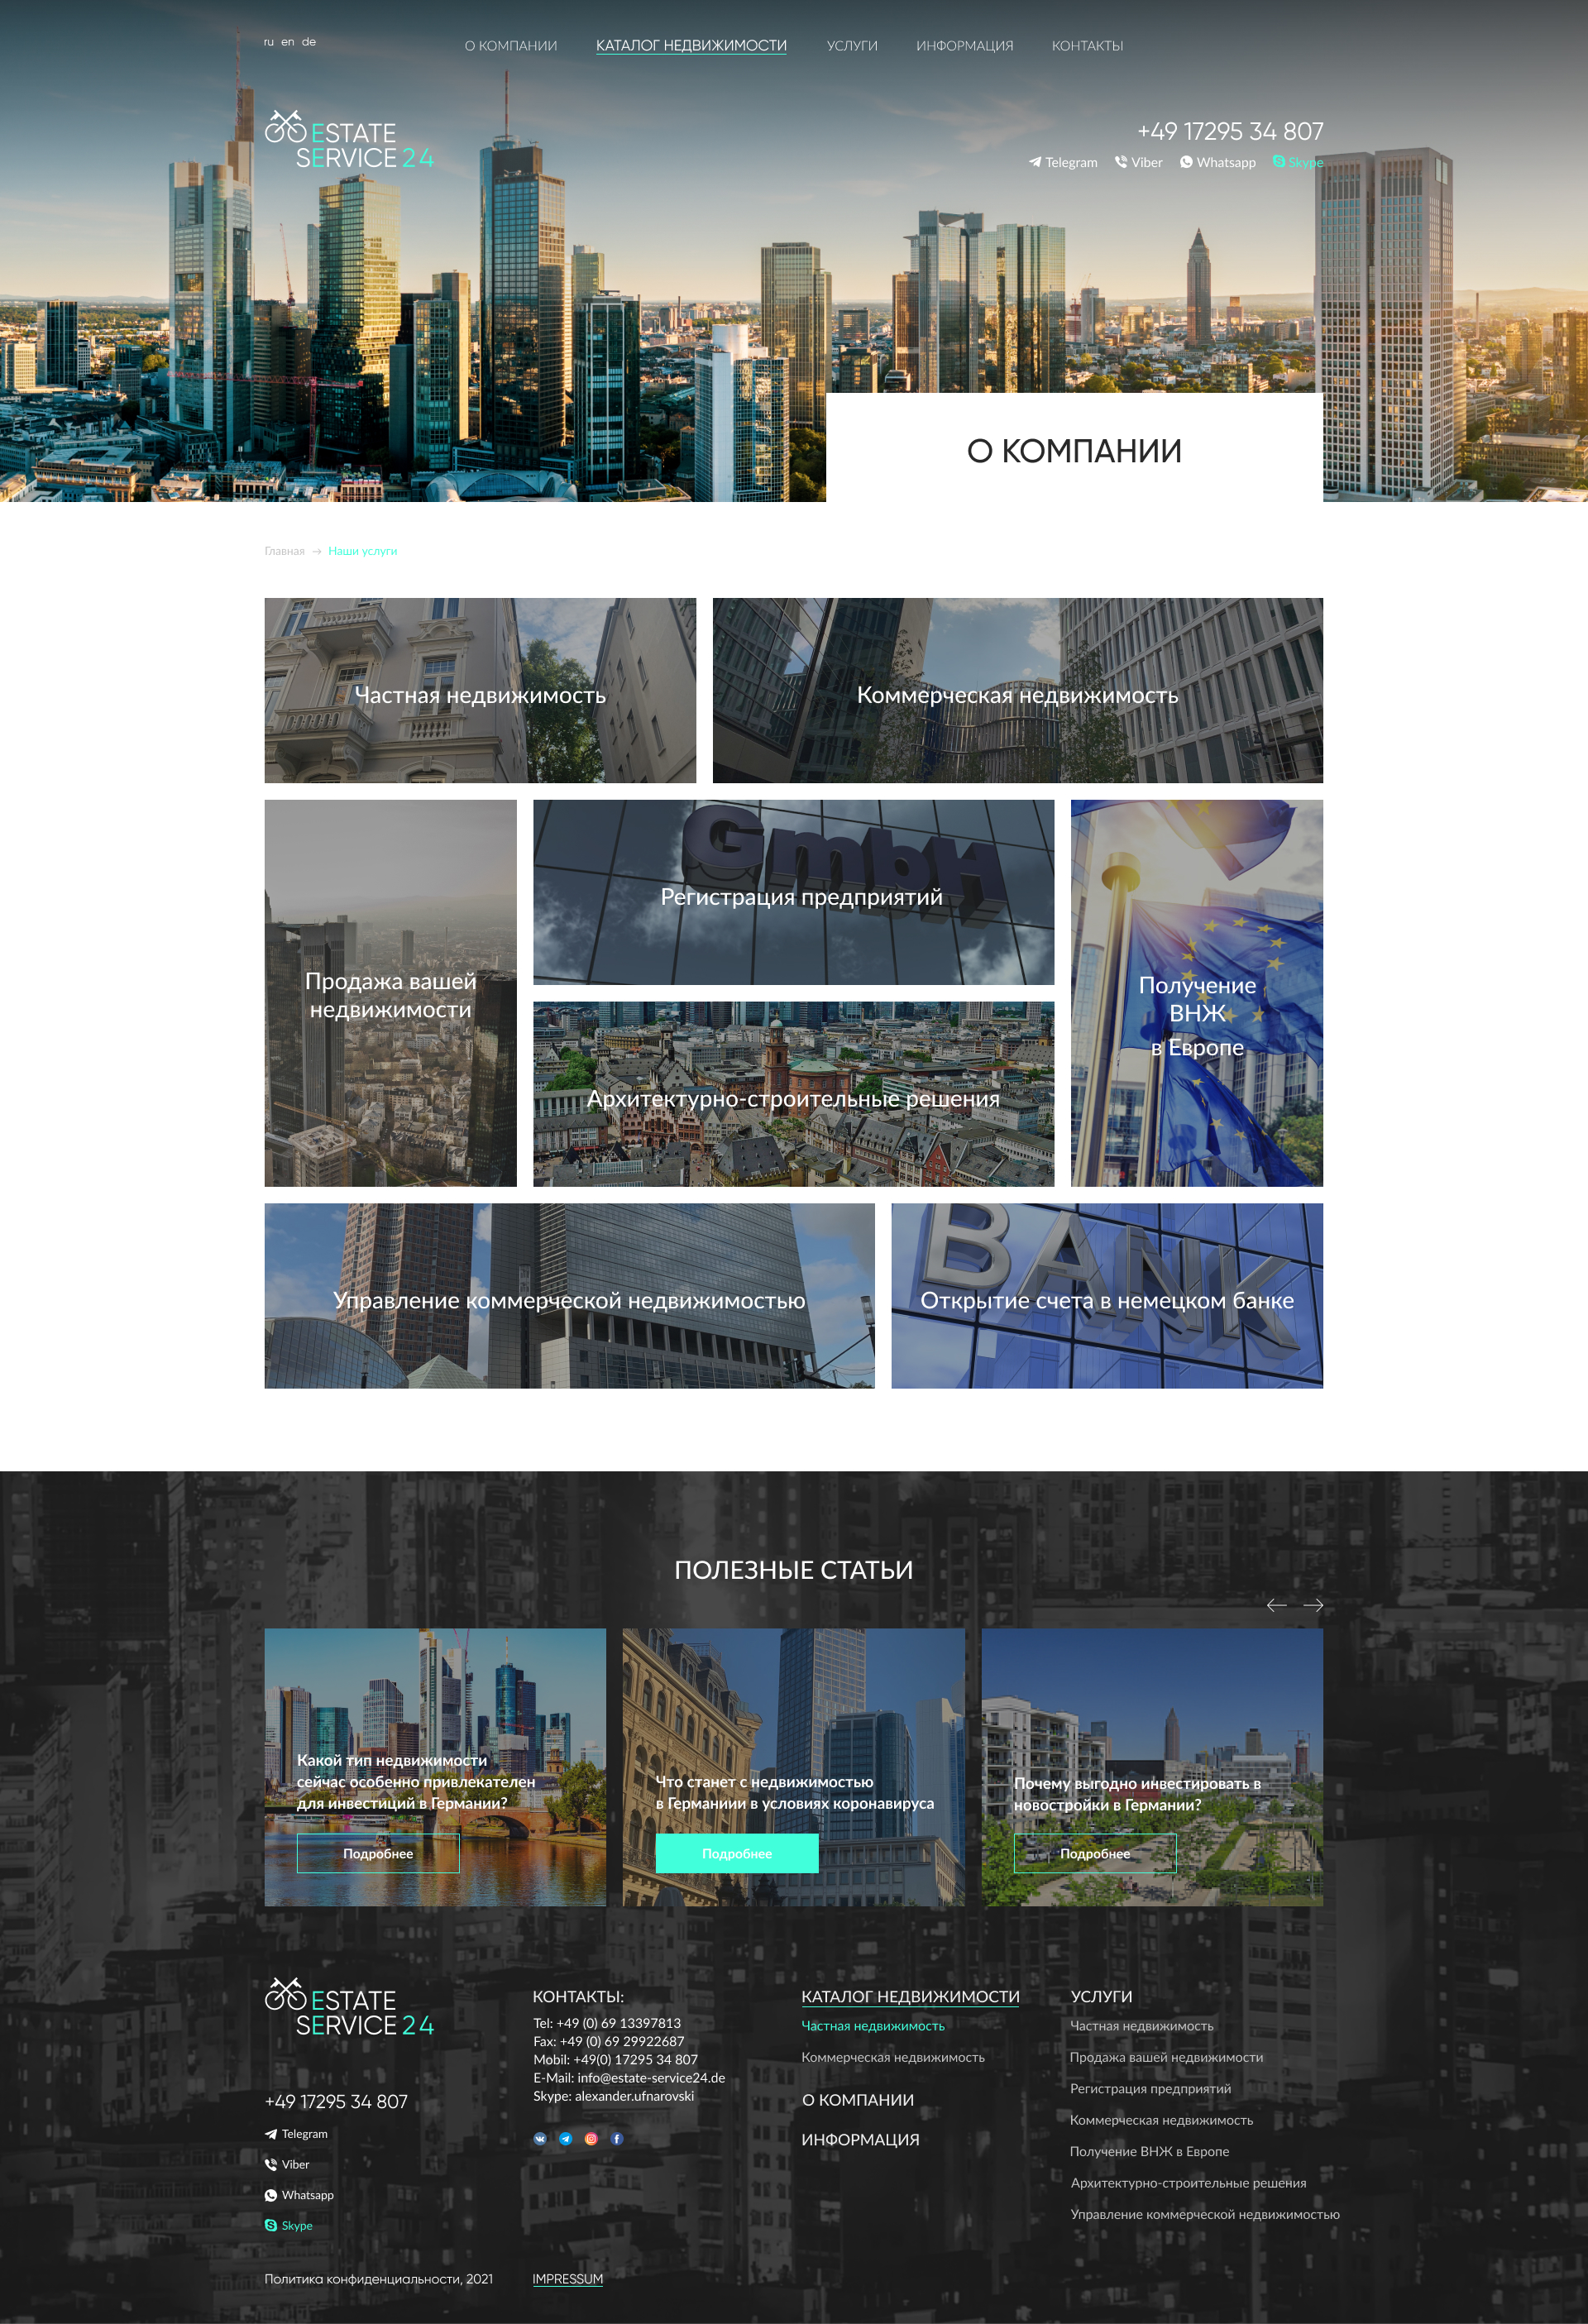 ru en de
О КОМПАНИИ КАТАЛОГ НЕДВИЖИМОСТИ УСЛУГИ ИНФОРМАЦИЯ КОНТАКТЫ
ESTATE
SERVICE 24
+49 17295 34 807
Telegram Viber Whatsapp Skype
О КОМПАНИИ
Главная → Наши услуги
Частная недвижимость
Коммерческая недвижимость
Продажа вашей
недвижимости
GmbH
Регистрация предприятий
Архитектурно-строительные решения
Получение
ВНЖ
в Европе
Управление коммерческой недвижимостью
BANK
Открытие счета в немецком банке
ПОЛЕЗНЫЕ СТАТЬИ
Какой тип недвижимости
сейчас особенно привлекателен
для инвестиций в Германии?
Подробнее
Что станет с недвижимостью
в Германиии в условиях коронавируса
Подробнее
Почему выгодно инвестировать в
новостройки в Германии?
Подробнее
ESTATE
SERVICE 24
+49 17295 34 807
Telegram
Viber
Whatsapp
Skype
КОНТАКТЫ:
Tel: +49 (0) 69 13397813
Fax: +49 (0) 69 29922687
Mobil: +49(0) 17295 34 807
E-Mail: info@estate-service24.de
Skype: alexander.ufnarovski
КАТАЛОГ НЕДВИЖИМОСТИ
Частная недвижимость
Коммерческая недвижимость
О КОМПАНИИ
ИНФОРМАЦИЯ
УСЛУГИ
Частная недвижимость
Продажа вашей недвижимости
Регистрация предприятий
Коммерческая недвижимость
Получение ВНЖ в Европе
Архитектурно-строительные решения
Управление коммерческой недвижимостью
Политика конфиденциальности, 2021
IMPRESSUM